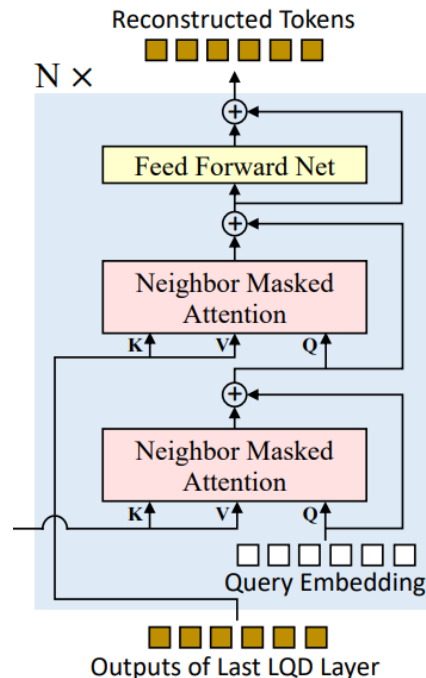 Reconstructed Tokens
N ×
Feed Forward Net
Neighbor Masked
Attention
K V Q
Neighbor Masked
Attention
K V Q
Query Embedding
Outputs of Last LQD Layer